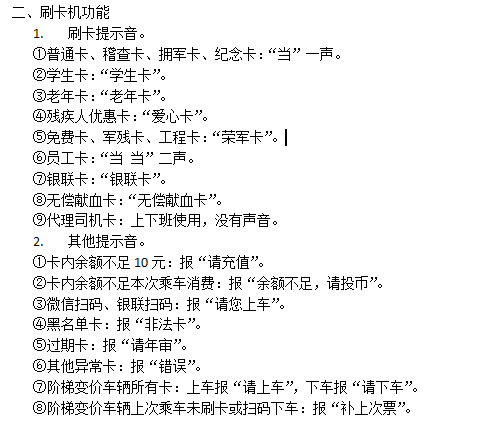 二、刷卡机功能
1. 刷卡提示音。
①普通卡、稽查卡、拥军卡、纪念卡：“当”一声。
②学生卡：“学生卡”。
③老年卡：“老年卡”。
④残疾人优惠卡：“爱心卡”。
⑤免费卡、军残卡、工程卡：“荣军卡”。
⑥员工卡：“当 当”二声。
⑦银联卡：“银联卡”。
⑧无偿献血卡：“无偿献血卡”。
⑨代理司机卡：上下班使用，没有声音。
2. 其他提示音。
①卡内余额不足 10 元：报“请充值”。
②卡内余额不足本次乘车消费：报“余额不足，请投币”。
③微信扫码、银联扫码：报“请您上车”。
④黑名单卡：报“非法卡”。
⑤过期卡：报“请年审”。
⑥其他异常卡：报“错误”。
⑦阶梯变价车辆所有卡：上车报“请上车”，下车报“请下车”。
⑧阶梯变价车辆上次乘车未刷卡或扫码下车：报“补上次票”。